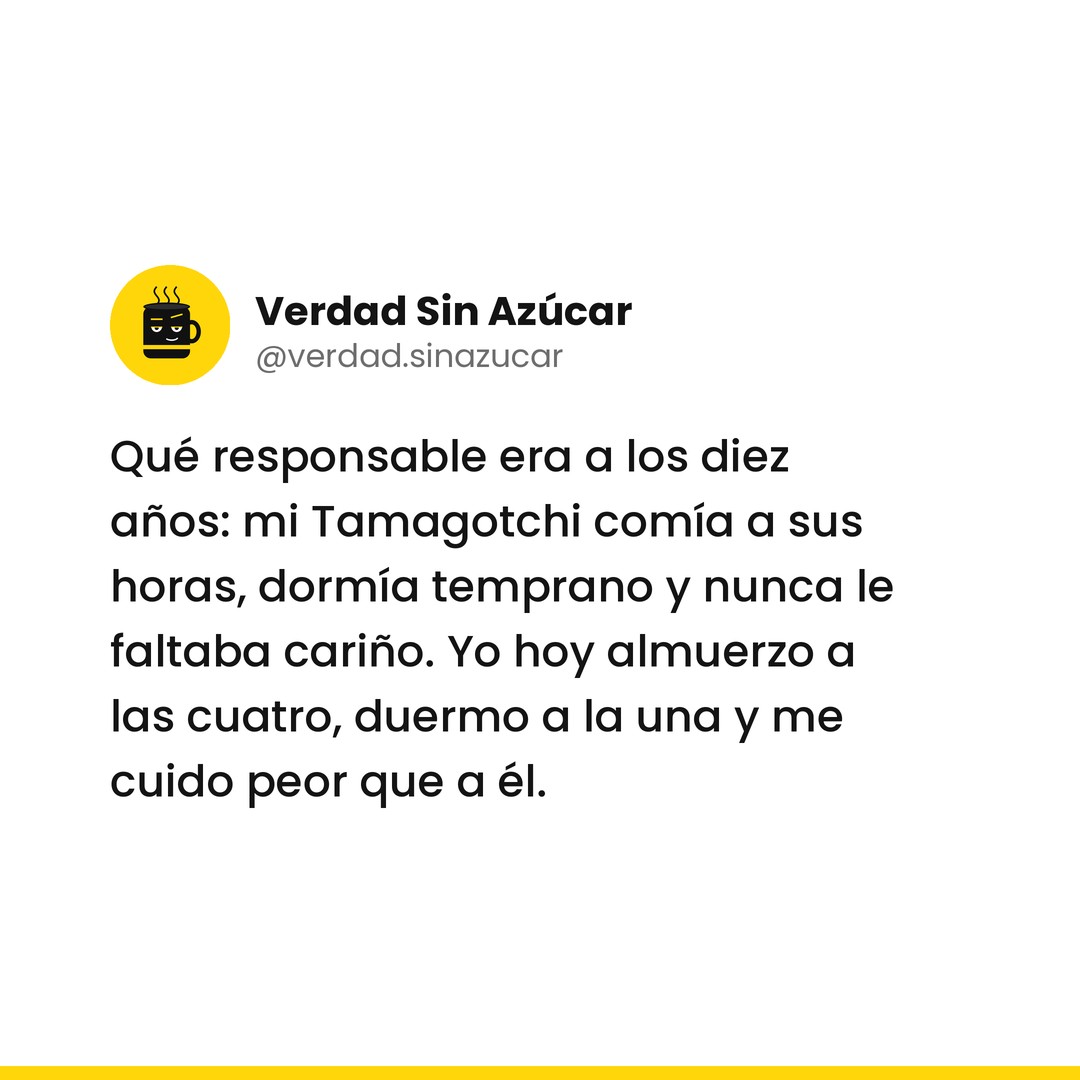 Verdad Sin Azúcar
@verdad.sinazucar
Qué responsable era a los diez
años: mi Tamagotchi comía a sus
horas, dormía temprano y nunca le
faltaba cariño. Yo hoy almuerzo a
las cuatro, duermo a la una y me
cuido peor que a él.